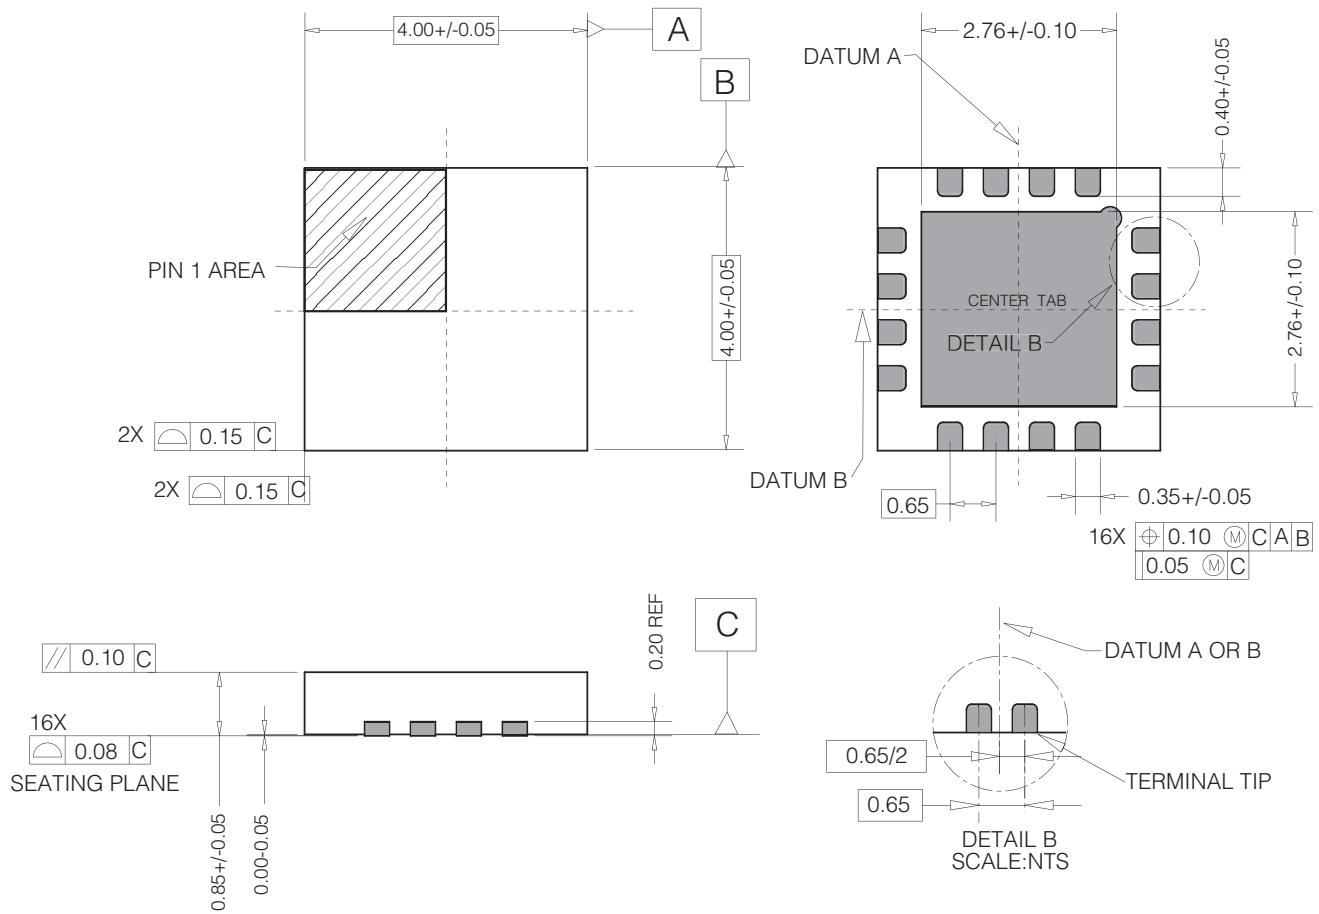 4.00+/-0.05
A
B
PIN 1 AREA
4.00+/-0.05
2X 0.15 C
2X 0.15 C
2.76+/-0.10
DATUM A
0.40+/-0.05
CENTER TAB
DETAIL B
2.76+/-0.10
DATUM B
0.65
0.35+/-0.05
16X ⌖ 0.10 Ⓜ C A B
0.05 Ⓜ C
// 0.10 C
16X
0.08 C
SEATING PLANE
0.85+/-0.05
0.00-0.05
0.20 REF
C
DATUM A OR B
0.65/2
TERMINAL TIP
0.65
DETAIL B
SCALE:NTS